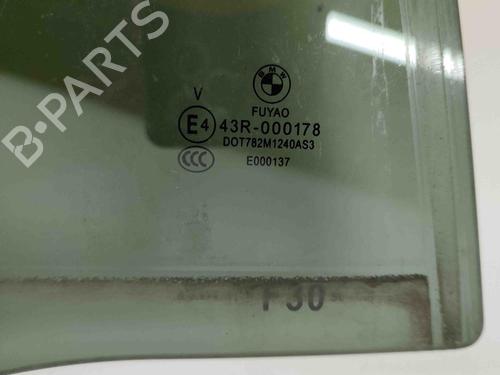 BMW
FUYAO
V
E4 43R-000178
DOT782M1240AS3
CCC E000137
F30
B-PARTS